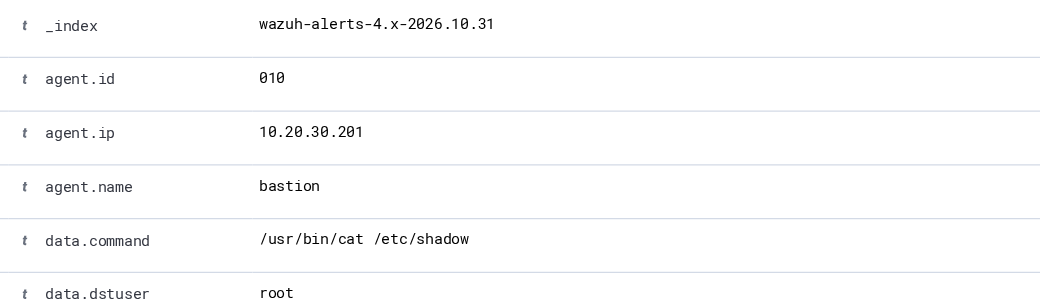 t _index wazuh-alerts-4.x-2026.10.31
t agent.id 010
t agent.ip 10.20.30.201
t agent.name bastion
t data.command /usr/bin/cat /etc/shadow
t data.dstuser root